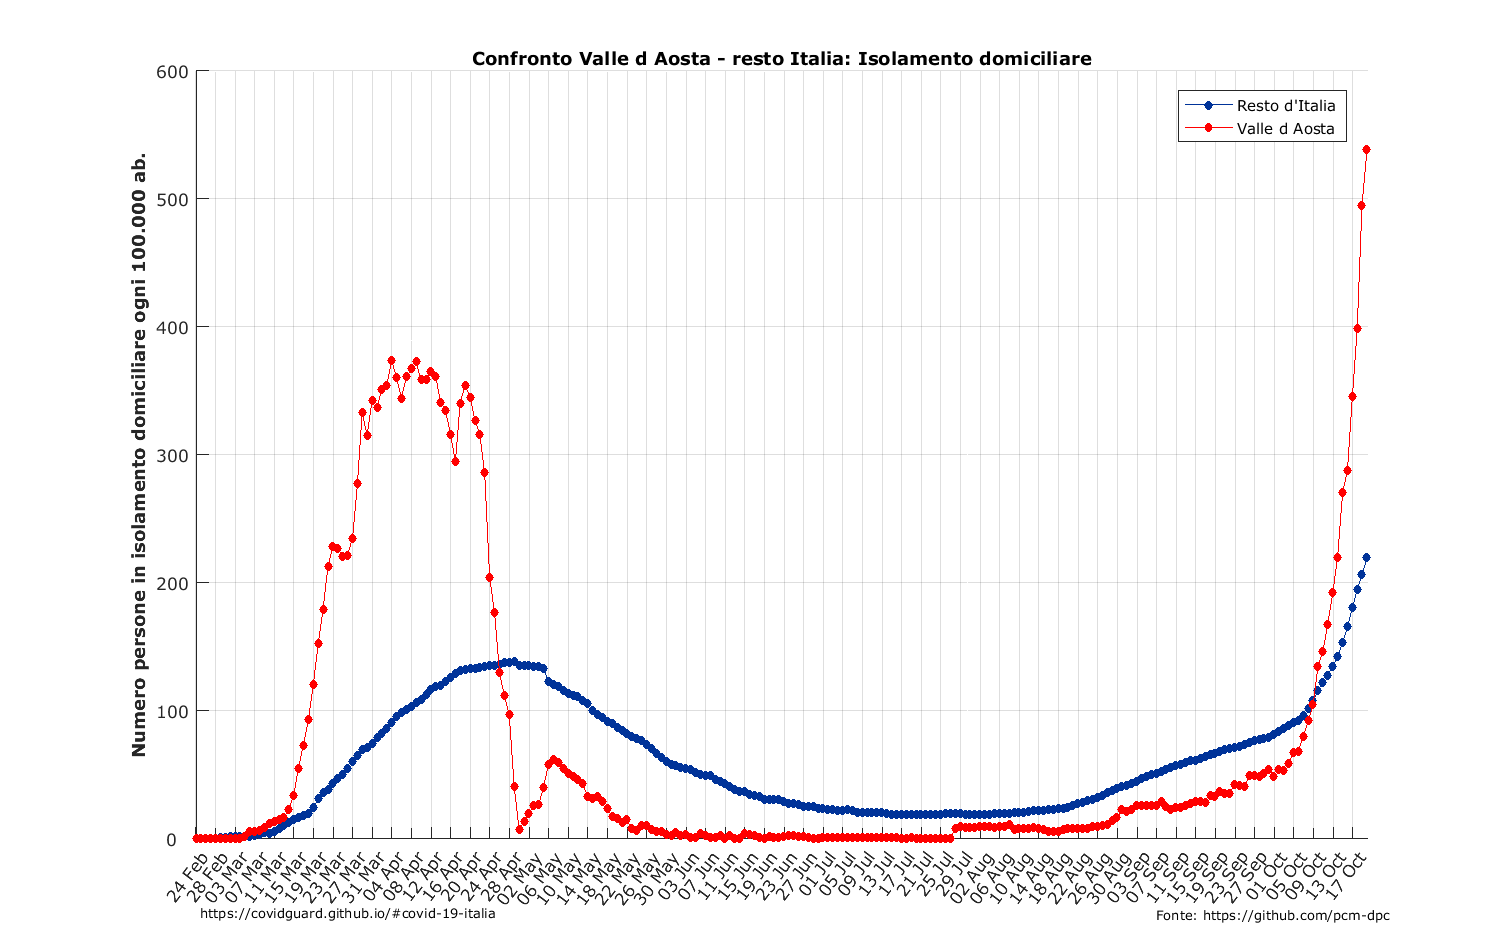 Confronto Valle d Aosta - resto Italia: Isolamento domiciliare
Numero persone in isolamento domiciliare ogni 100.000 ab.
600
500
400
300
200
100
0
Resto d'Italia
Valle d Aosta
24 Feb
28 Feb
03 Mar
07 Mar
11 Mar
15 Mar
19 Mar
23 Mar
27 Mar
31 Mar
04 Apr
08 Apr
12 Apr
16 Apr
20 Apr
24 Apr
28 Apr
02 May
06 May
10 May
14 May
18 May
22 May
26 May
30 May
03 Jun
07 Jun
11 Jun
15 Jun
19 Jun
23 Jun
27 Jun
01 Jul
05 Jul
09 Jul
13 Jul
17 Jul
21 Jul
25 Jul
29 Jul
02 Aug
06 Aug
10 Aug
14 Aug
18 Aug
22 Aug
26 Aug
30 Aug
03 Sep
07 Sep
11 Sep
15 Sep
19 Sep
23 Sep
27 Sep
01 Oct
05 Oct
09 Oct
13 Oct
17 Oct
https://covidguard.github.io/#covid-19-italia
Fonte: https://github.com/pcm-dpc